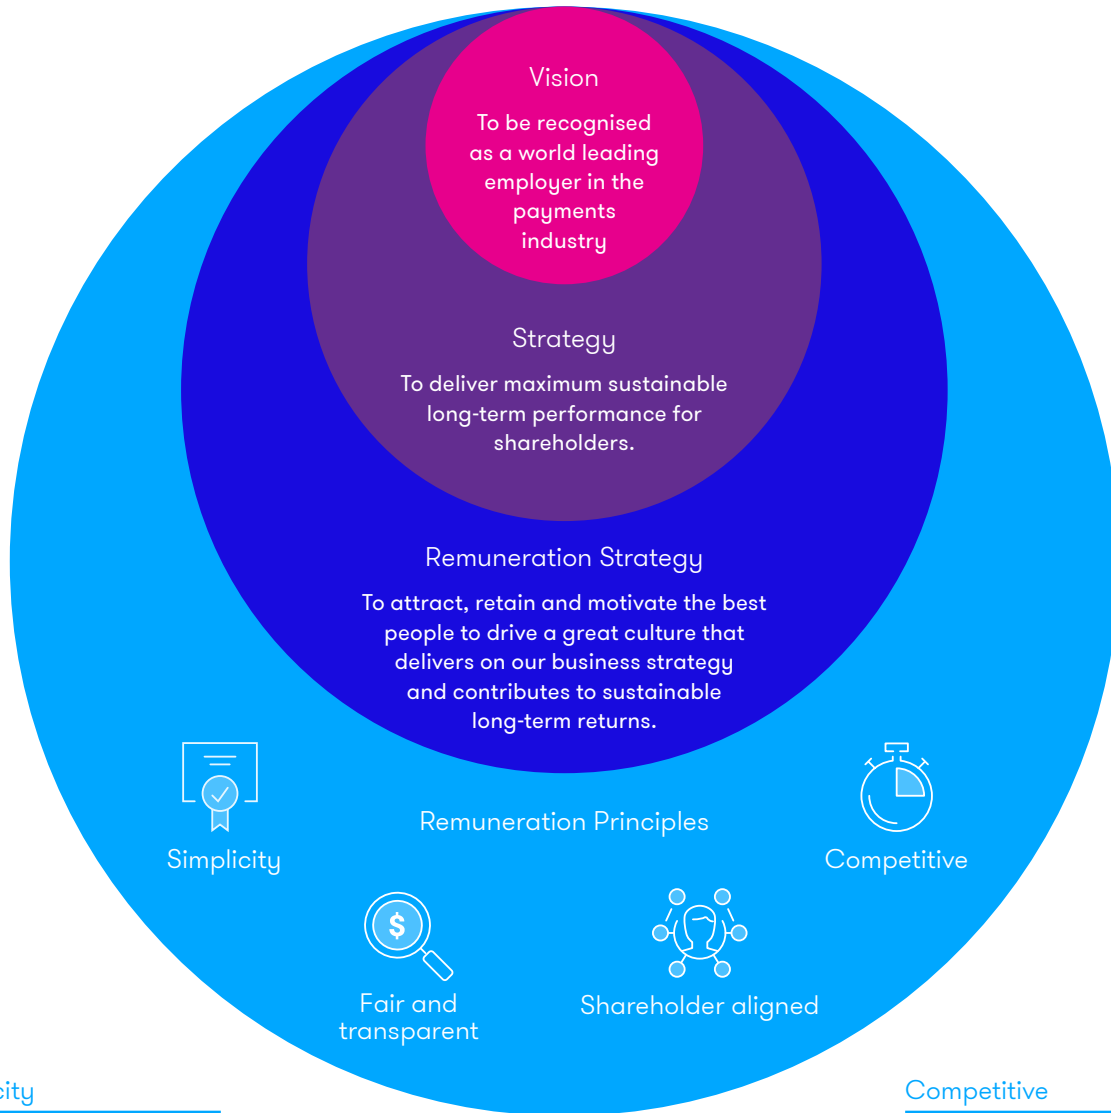 Vision
To be recognised
as a world leading
employer in the
payments
industry
Strategy
To deliver maximum sustainable
long-term performance for
shareholders.
Remuneration Strategy
To attract, retain and motivate the best
people to drive a great culture that
delivers on our business strategy
and contributes to sustainable
long-term returns.
Remuneration Principles
Simplicity
Competitive
$
Fair and
transparent
Shareholder aligned
Competitive